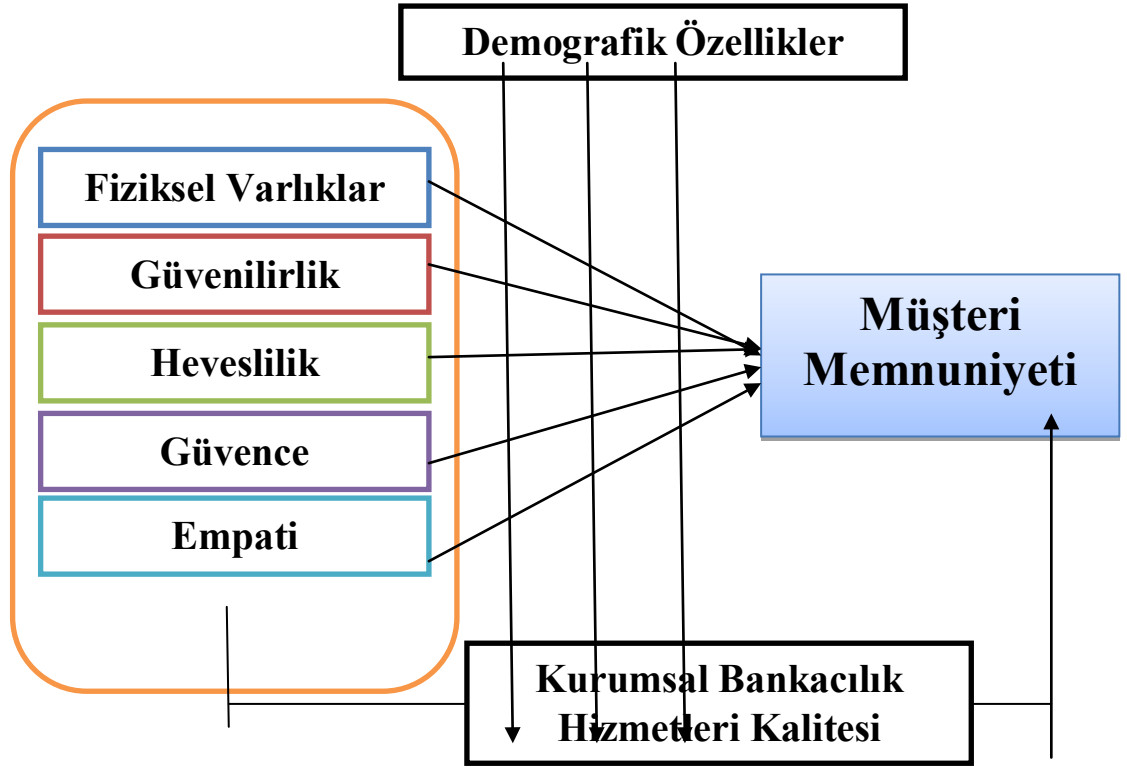 Demografik Özellikler
Fiziksel Varlıklar
Güvenilirlik
Heveslilik
Güvence
Empati
Müşteri
Memnuniyeti
Kurumsal Bankacılık
Hizmetleri Kalitesi